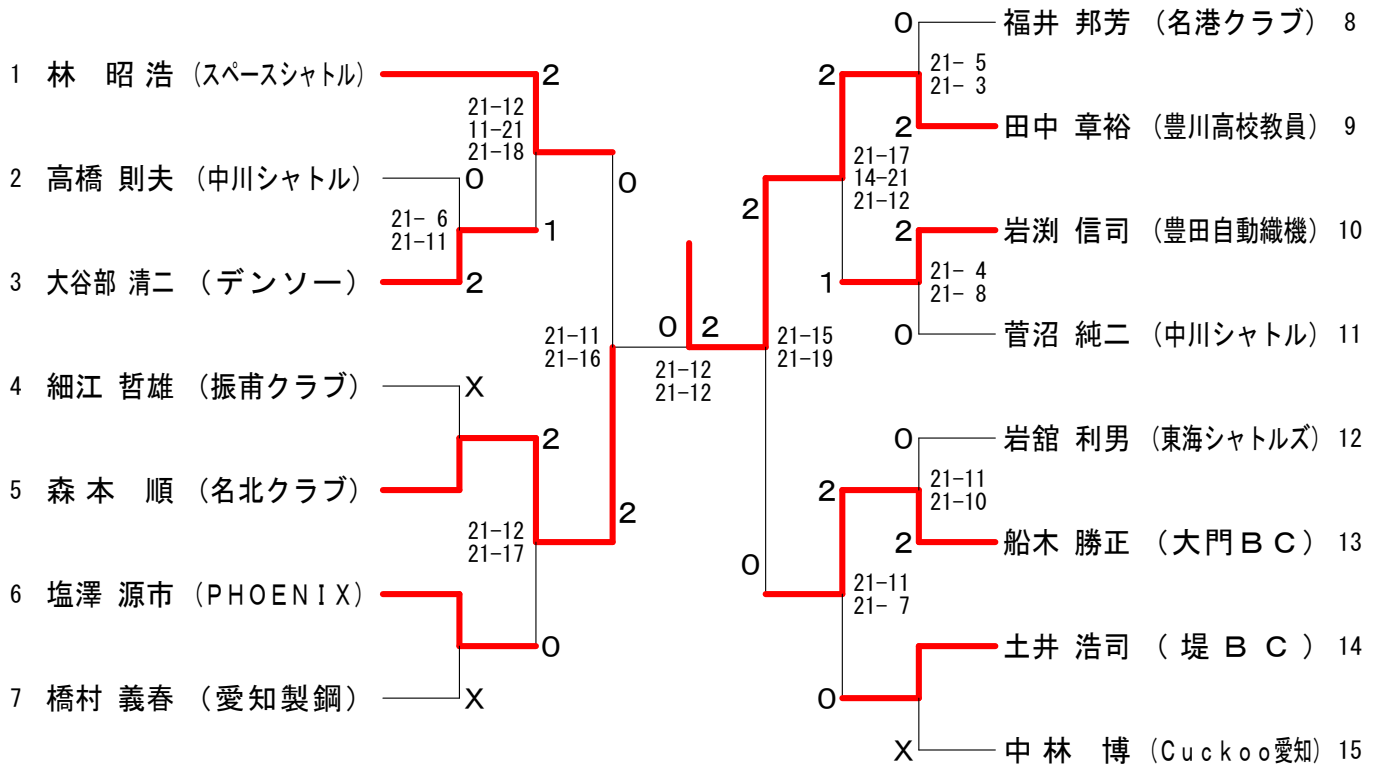 1 林 昭浩 (スペースシャトル)
2
21-12
11-21
21-18
2 高橋 則夫 (中川シャトル)
0
0
21- 6
21-11
1
3 大谷部 清二 (デンソー)
2
21-11
21-16
4 細江 哲雄 (振甫クラブ)
X
2
5 森本 順 (名北クラブ)
2
21-12
21-17
6 塩澤 源市 (PHOENIX)
0
7 橋村 義春 (愛知製鋼)
X
0 2
21-12
21-12
0
福井 邦芳 (名港クラブ) 8
2
21- 5
21- 3
2
田中 章裕 (豊川高校教員) 9
21-17
14-21
21-12
2
2
岩渕 信司 (豊田自動織機) 10
1
21- 4
21- 8
0
菅沼 純二 (中川シャトル) 11
21-15
21-19
0
岩舘 利男 (東海シャトルズ) 12
2
21-11
21-10
2
船木 勝正 (大門BC) 13
0
21-11
21- 7
土井 浩司 (堤BC) 14
0
X
中林 博 (Cuckoo愛知) 15